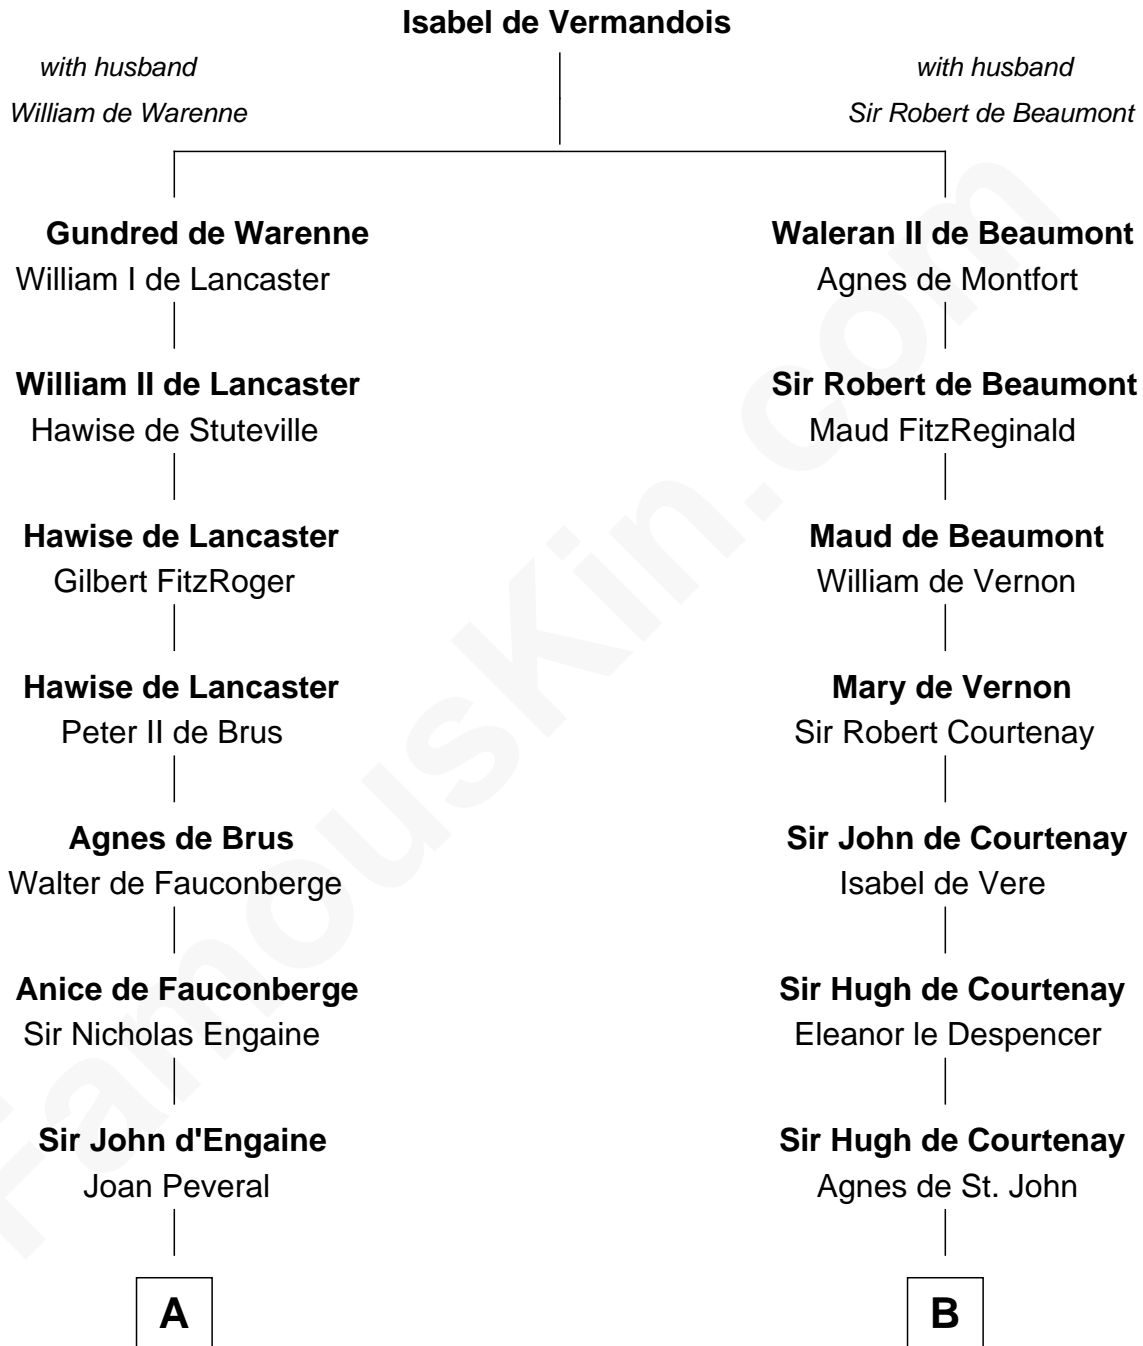 Isabel de Vermandois
with husband
William de Warenne
with husband
Sir Robert de Beaumont
Gundred de Warenne
William I de Lancaster
Waleran II de Beaumont
Agnes de Montfort
William II de Lancaster
Hawise de Stuteville
Sir Robert de Beaumont
Maud FitzReginald
Hawise de Lancaster
Gilbert FitzRoger
Maud de Beaumont
William de Vernon
Hawise de Lancaster
Peter II de Brus
Mary de Vernon
Sir Robert Courtenay
Agnes de Brus
Walter de Fauconberge
Sir John de Courtenay
Isabel de Vere
Anice de Fauconberge
Sir Nicholas Engaine
Sir Hugh de Courtenay
Eleanor le Despencer
Sir John d'Engaine
Joan Peveral
Sir Hugh de Courtenay
Agnes de St. John
A
B
FamousKin.com